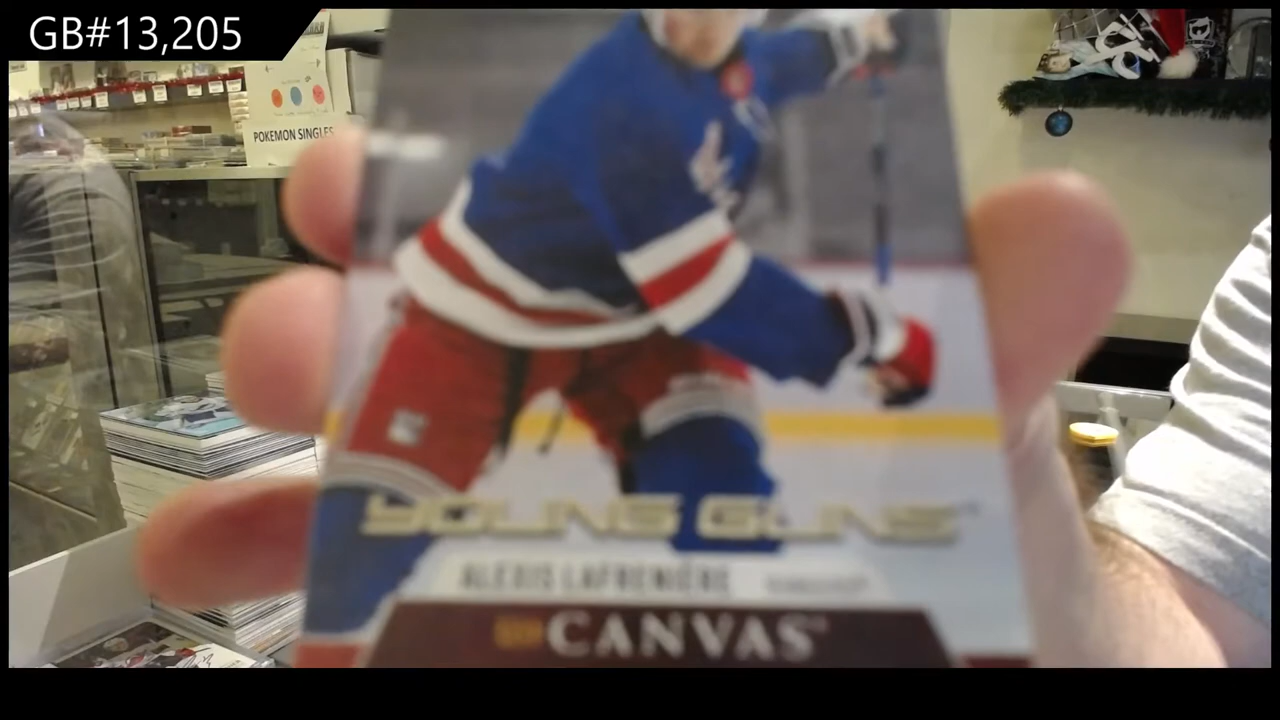 GB#13,205
POKEMON SINGLES
YOUNG GUNS
ALEXIS LAFRENIÈRE
CANVAS